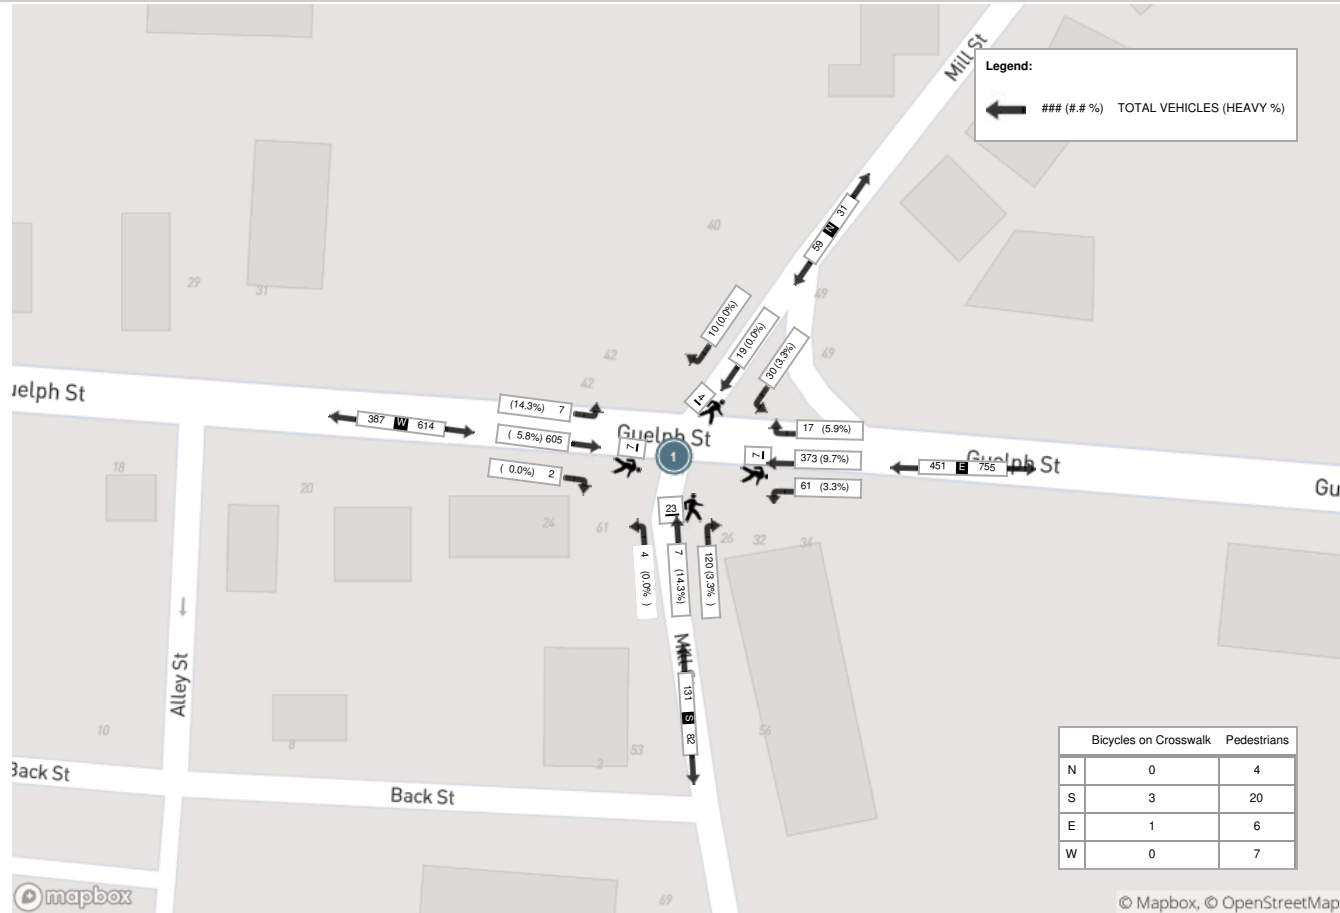 Mill St
Legend:
### (#.# %) TOTAL VEHICLES (HEAVY %)
31
N
59
40
49
29
31
10 (0.0%)
19 (0.0%)
30 (3.3%)
42
49
42
uelph St
387 W 614
(14.3%) 7
4
17 (5.9%)
( 5.8%) 605
Guelph St
7
1
7
373 (9.7%)
Guelph St
451 E 755
( 0.0%) 2
61 (3.3%)
Gu
18
20
24
61
23
26
32
34
4 (0.0% )
7 (14.3%)
120 (3.3% )
Mill
131 S 82
Alley St
10
8
53
2
56
Back St
Back St
Bicycles on Crosswalk Pedestrians
N 0 4
S 3 20
E 1 6
W 0 7
69
mapbox
© Mapbox, © OpenStreetMap